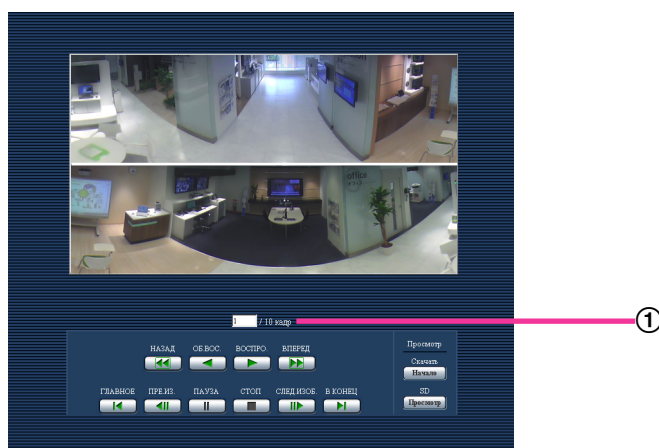 office
1 / 10 кадр
①
НАЗАД ОБ.ВОС. ВОСПРО. ВПЕРЕД
ГЛАВНОЕ ПРЕ.ИЗ. ПАУЗА СТОП СЛЕД.ИЗОБ. В КОНЕЦ
Просмотр
Скачать
Начало
SD
Просмотр